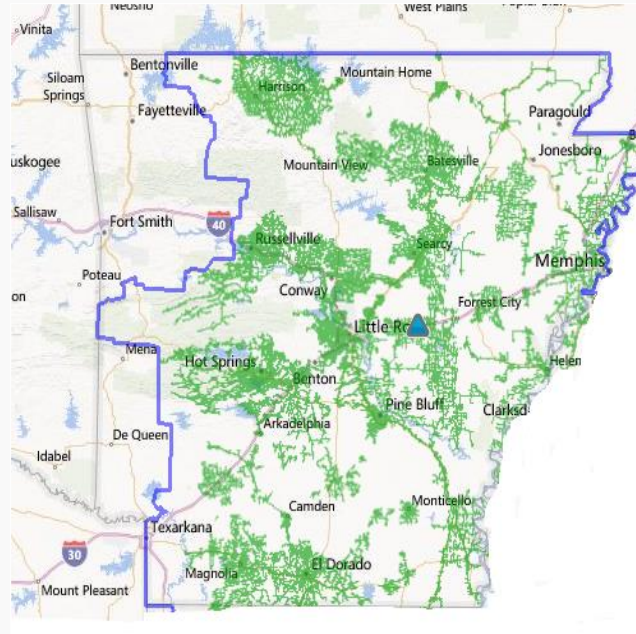 Neosho
West Plains
Vinita
Bentonville
Siloam
Springs
Harrison
Mountain Home
Fayetteville
Paragould
Jonesboro
uskogee
Mountain View
Batesville
Sallisaw
Fort Smith
40
Russellville
Searcy
Memphis
Poteau
on
Conway
Forrest City
Little Ro
Mena
Hot Springs
Benton
Helen
Pine Bluff
Clarksd
Arkadelphia
De Queen
Idabel
Camden
Monticello
Texarkana
30
Magnolia
El Dorado
Mount Pleasant